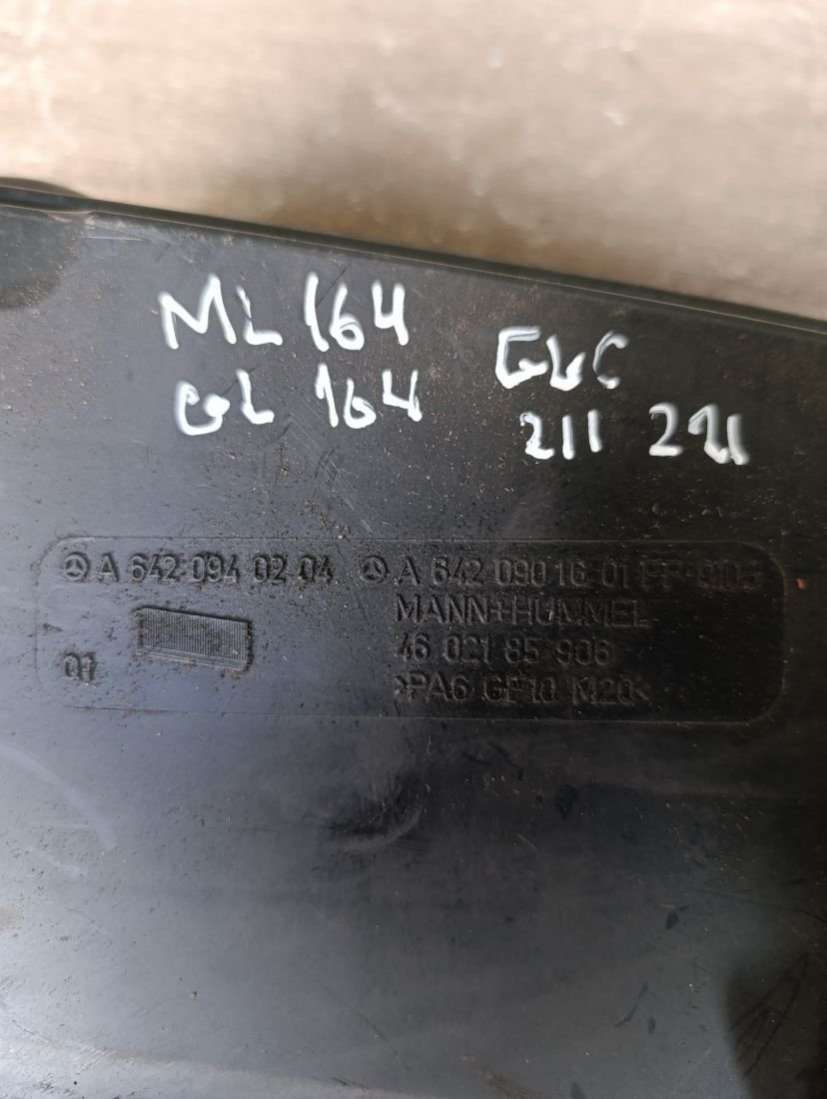 ML 164
GL 164
GLC
211 221
A 642 094 02 04
A 642 090 16 01
MANN+HUMMEL
46 021 85 906
>PA6 GF10 M20<
07